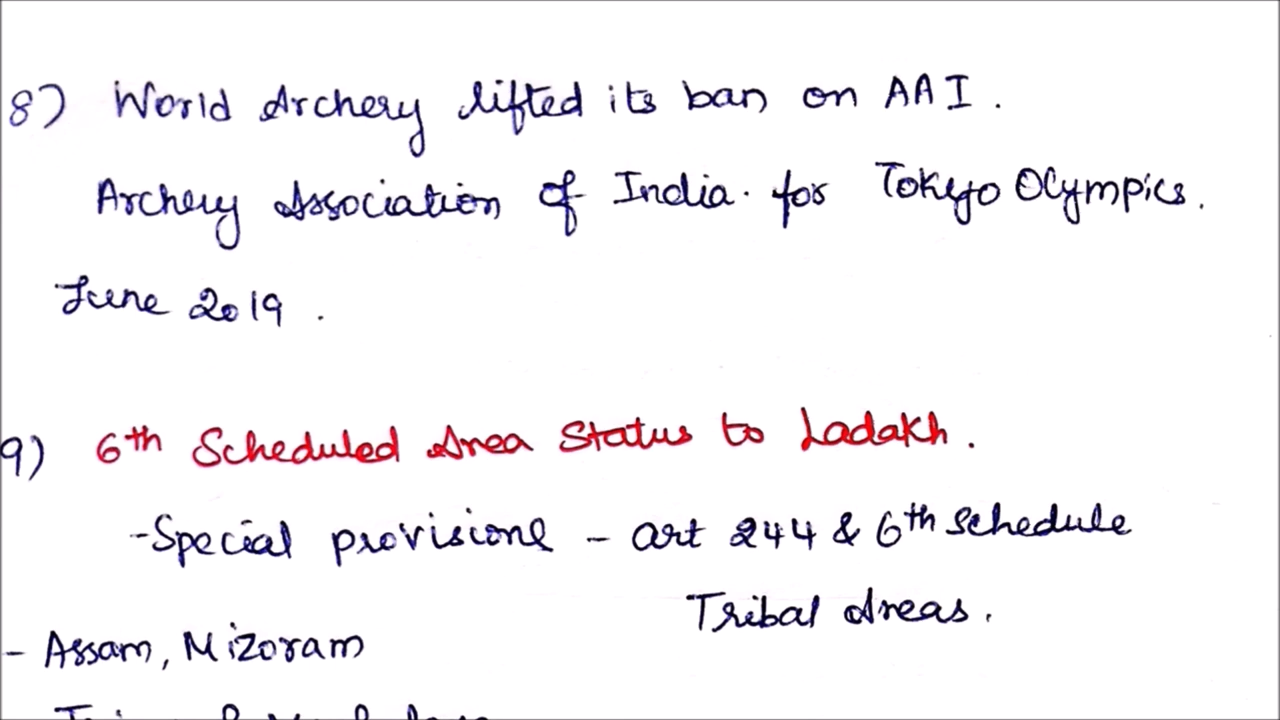 8) World Archery lifted its ban on AAI.
Archery Association of India. for Tokyo Olympics.
June 2019.
9) 6th Scheduled Area Status to Ladakh.
- Special provisions - art 244 & 6th Schedule
Tribal Areas.
- Assam, Mizoram